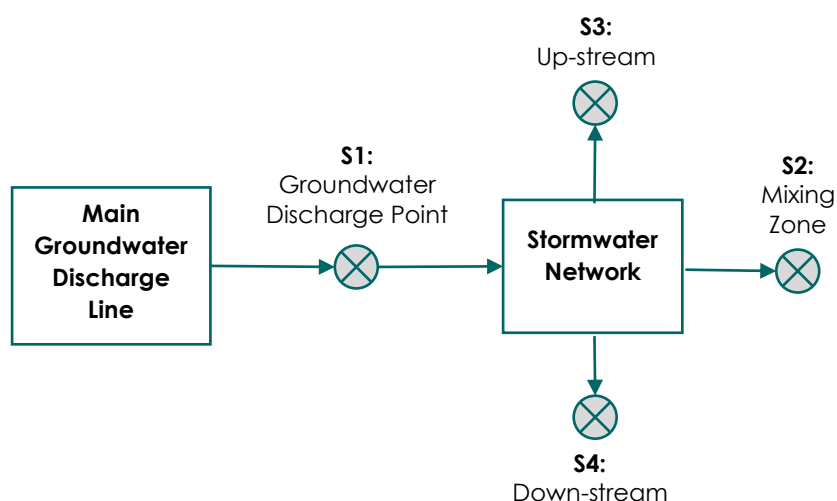 S3:
Up-stream
S1:
Groundwater
Discharge Point
S2:
Mixing
Zone
Main
Groundwater
Discharge
Line
Stormwater
Network
S4:
Down-stream